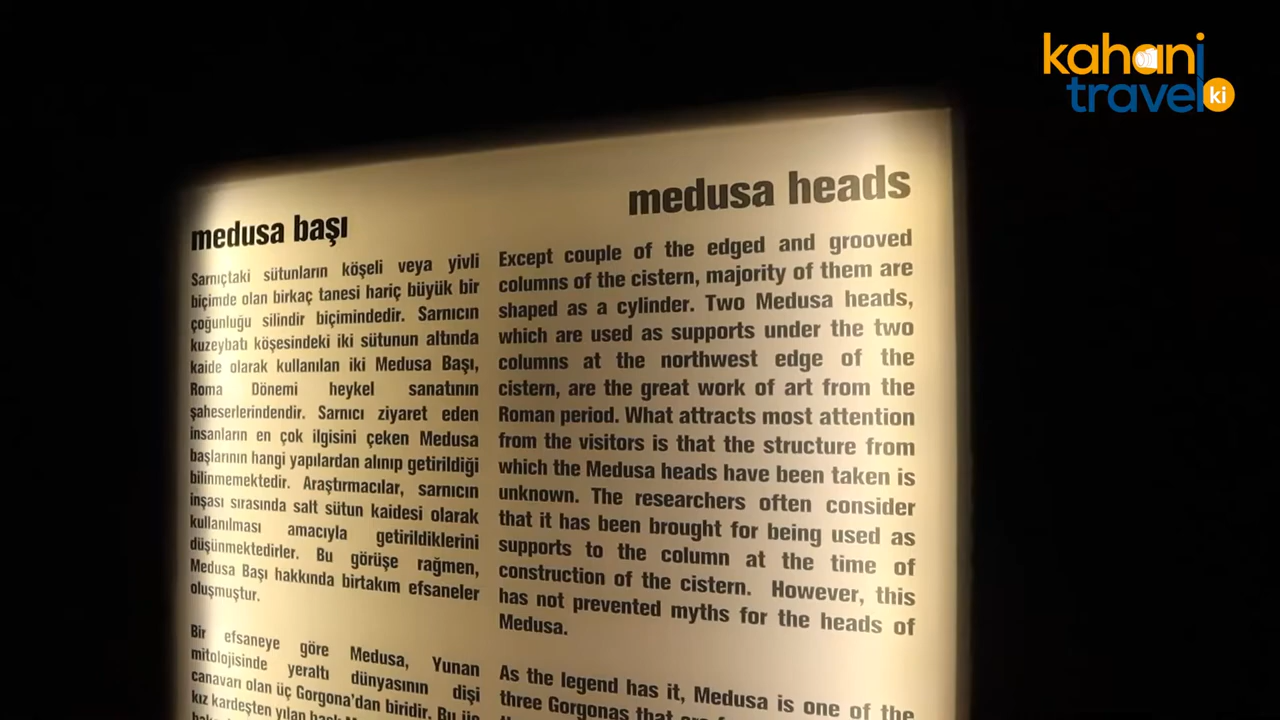 kahani
travel ki
medusa başı
Sarnıçtaki sütunların köşeli veya yivli
biçimde olan birkaç tanesi hariç büyük bir
çoğunluğu silindir biçimindedir. Sarnıcın
kuzeybatı köşesindeki iki sütunun altında
kaide olarak kullanılan iki Medusa Başı,
Roma Dönemi heykel sanatının
şaheserlerindendir. Sarnıcı ziyaret eden
insanların en çok ilgisini çeken Medusa
başlarının hangi yapılardan alınıp getirildiği
bilinmemektedir. Araştırmacılar, sarnıcın
inşası sırasında salt sütun kaidesi olarak
kullanılması amacıyla getirildiklerini
düşünmektedirler. Bu görüşe rağmen,
Medusa Başı hakkında birtakım efsaneler
oluşmuştur.
Bir efsaneye göre Medusa, Yunan
mitolojisinde yeraltı dünyasının dişi
canavarı olan üç Gorgona'dan biridir. Bu üç
kız kardeşten yılan
medusa heads
Except couple of the edged and grooved
columns of the cistern, majority of them are
shaped as a cylinder. Two Medusa heads,
which are used as supports under the two
columns at the northwest edge of the
cistern, are the great work of art from the
Roman period. What attracts most attention
from the visitors is that the structure from
which the Medusa heads have been taken is
unknown. The researchers often consider
that it has been brought for being used as
supports to the column at the time of
construction of the cistern. However, this
has not prevented myths for the heads of
Medusa.
As the legend has it, Medusa is one of the
three Gorgonas that